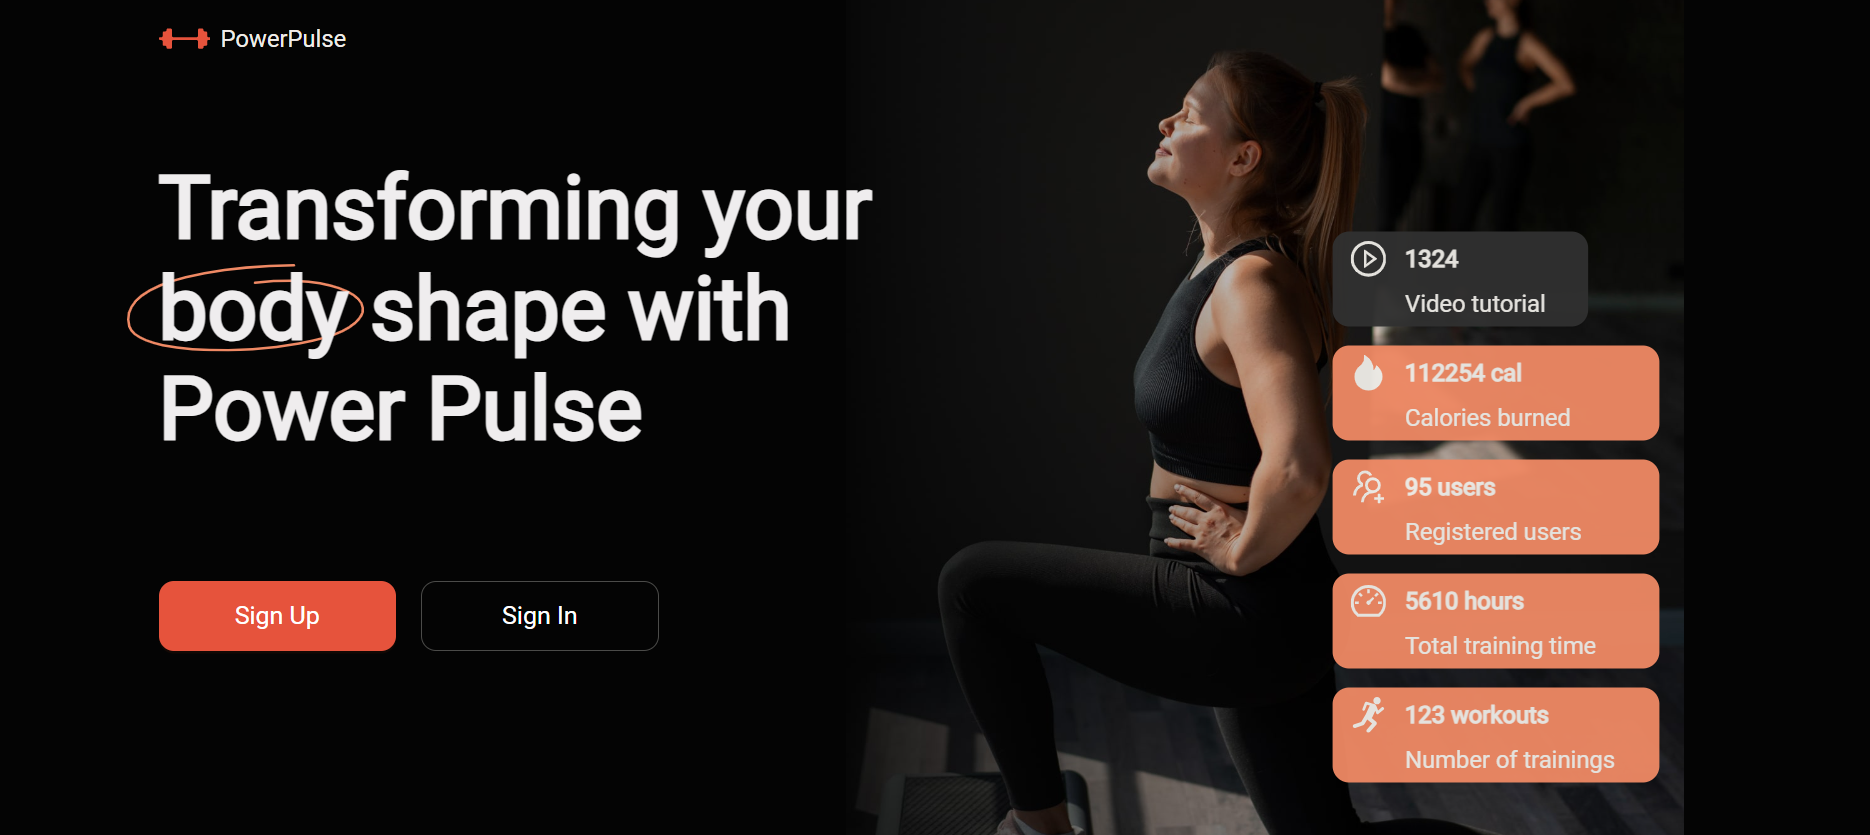 PowerPulse
Transforming your
body shape with
Power Pulse
Sign Up
Sign In
1324
Video tutorial
112254 cal
Calories burned
95 users
Registered users
5610 hours
Total training time
123 workouts
Number of trainings